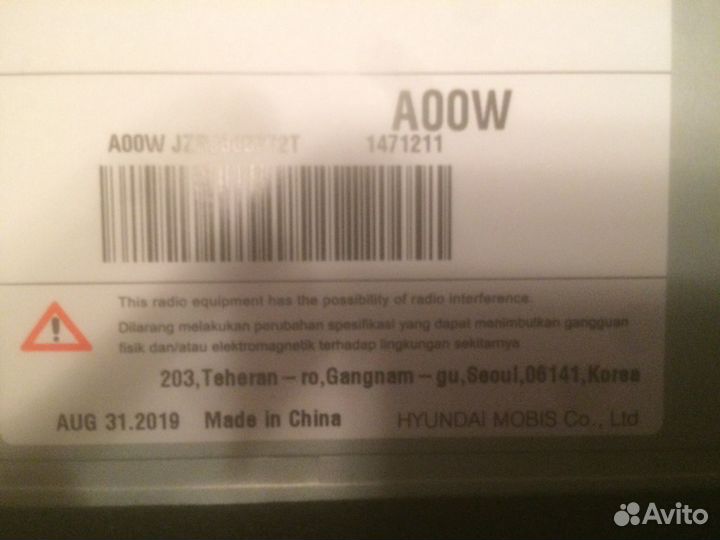 A00W
A00W 1471211
This radio equipment has the possibility of radio interference.
Dilarang melakukan perubahan spesifikasi yang dapat manimbulkan gangguan
fisik dan/atau elektromagnetik terhadap lingkungan sekitarnya
203,Teheran-ro,Gangnam-gu,Seoul,06141,Korea
AUG 31.2019 Made in China HYUNDAI MOBIS Co., Ltd
Avito